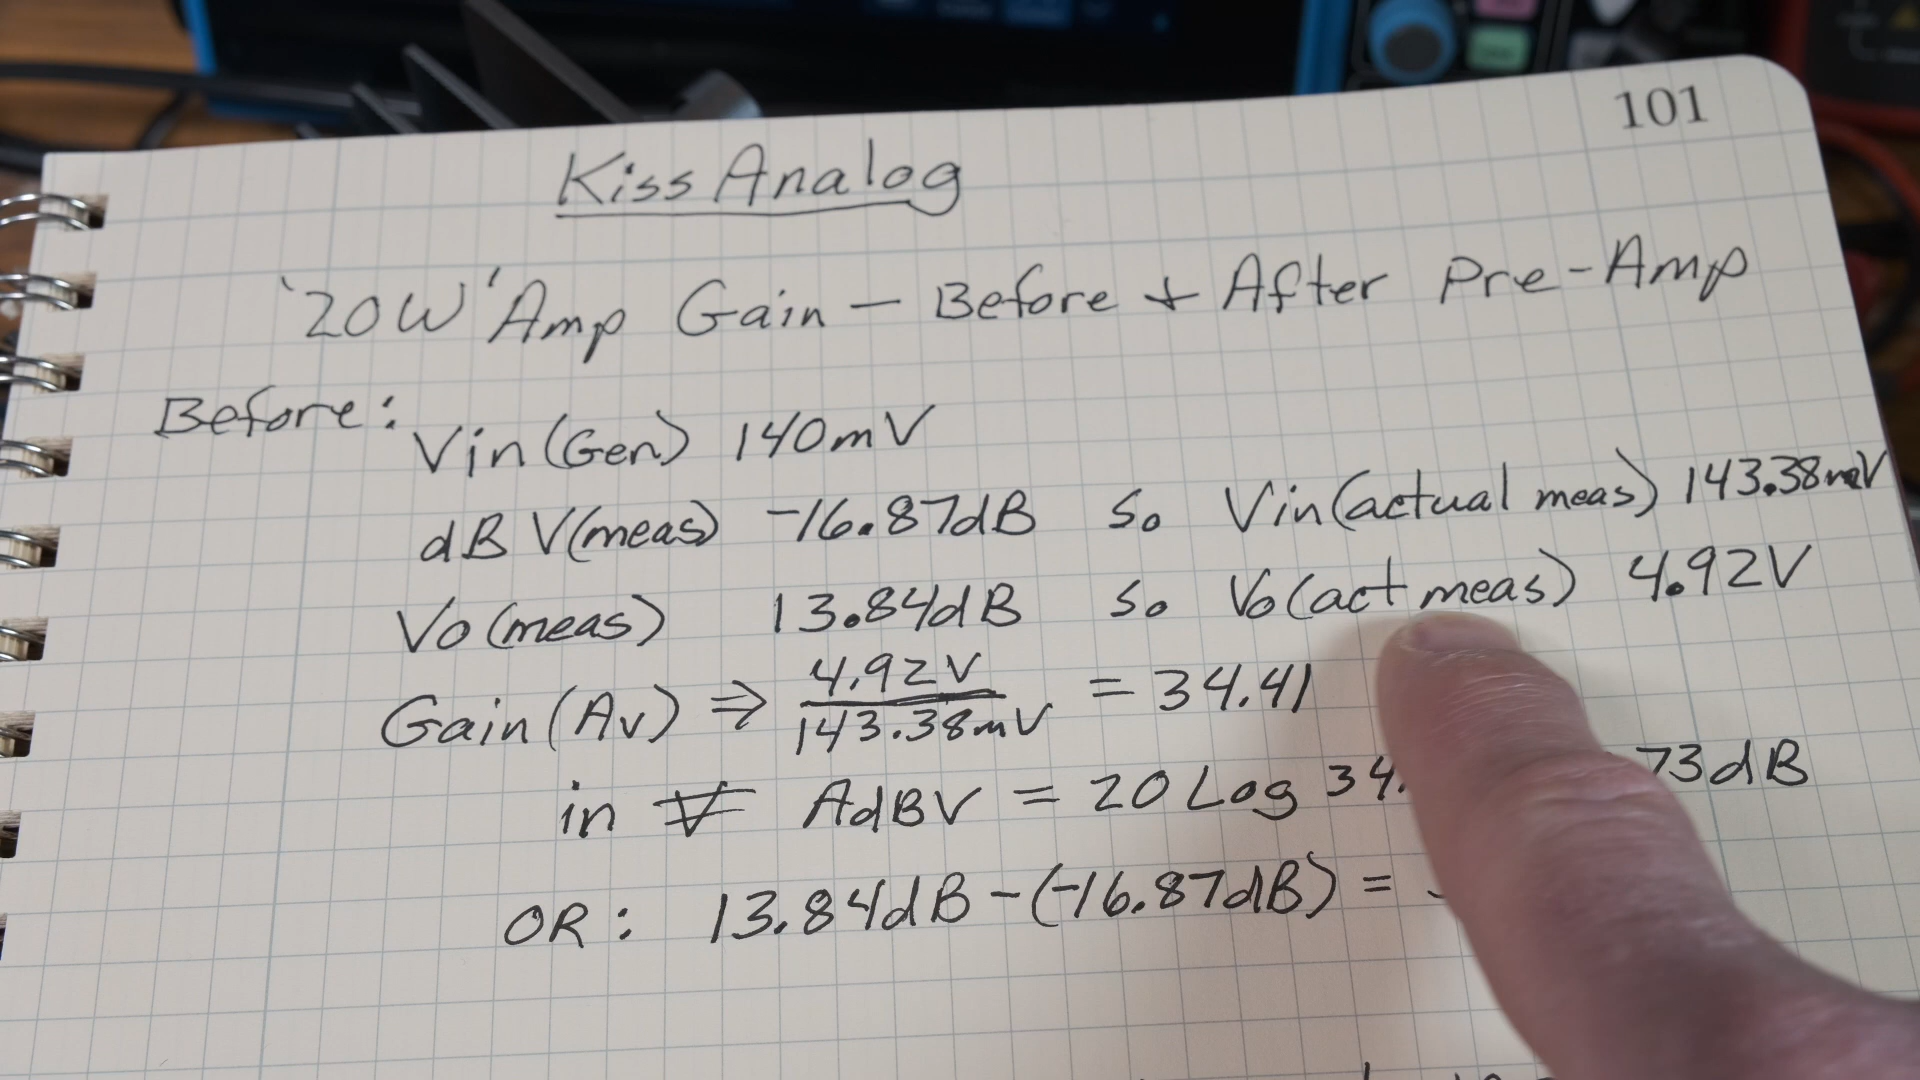 101
Kiss Analog
'20W' Amp Gain - Before + After Pre-Amp
Before:
Vin (Gen) 140mV
dB V(meas) -16.87dB so Vin (actual meas) 143.38mV
Vo (meas) 13.84dB so Vo (act meas) 4.92V
Gain (Av) ⇒ 4.92V / 143.38mV = 34.41
in AdBV = 20 Log 34. 73dB
OR: 13.84dB - (-16.87dB) =